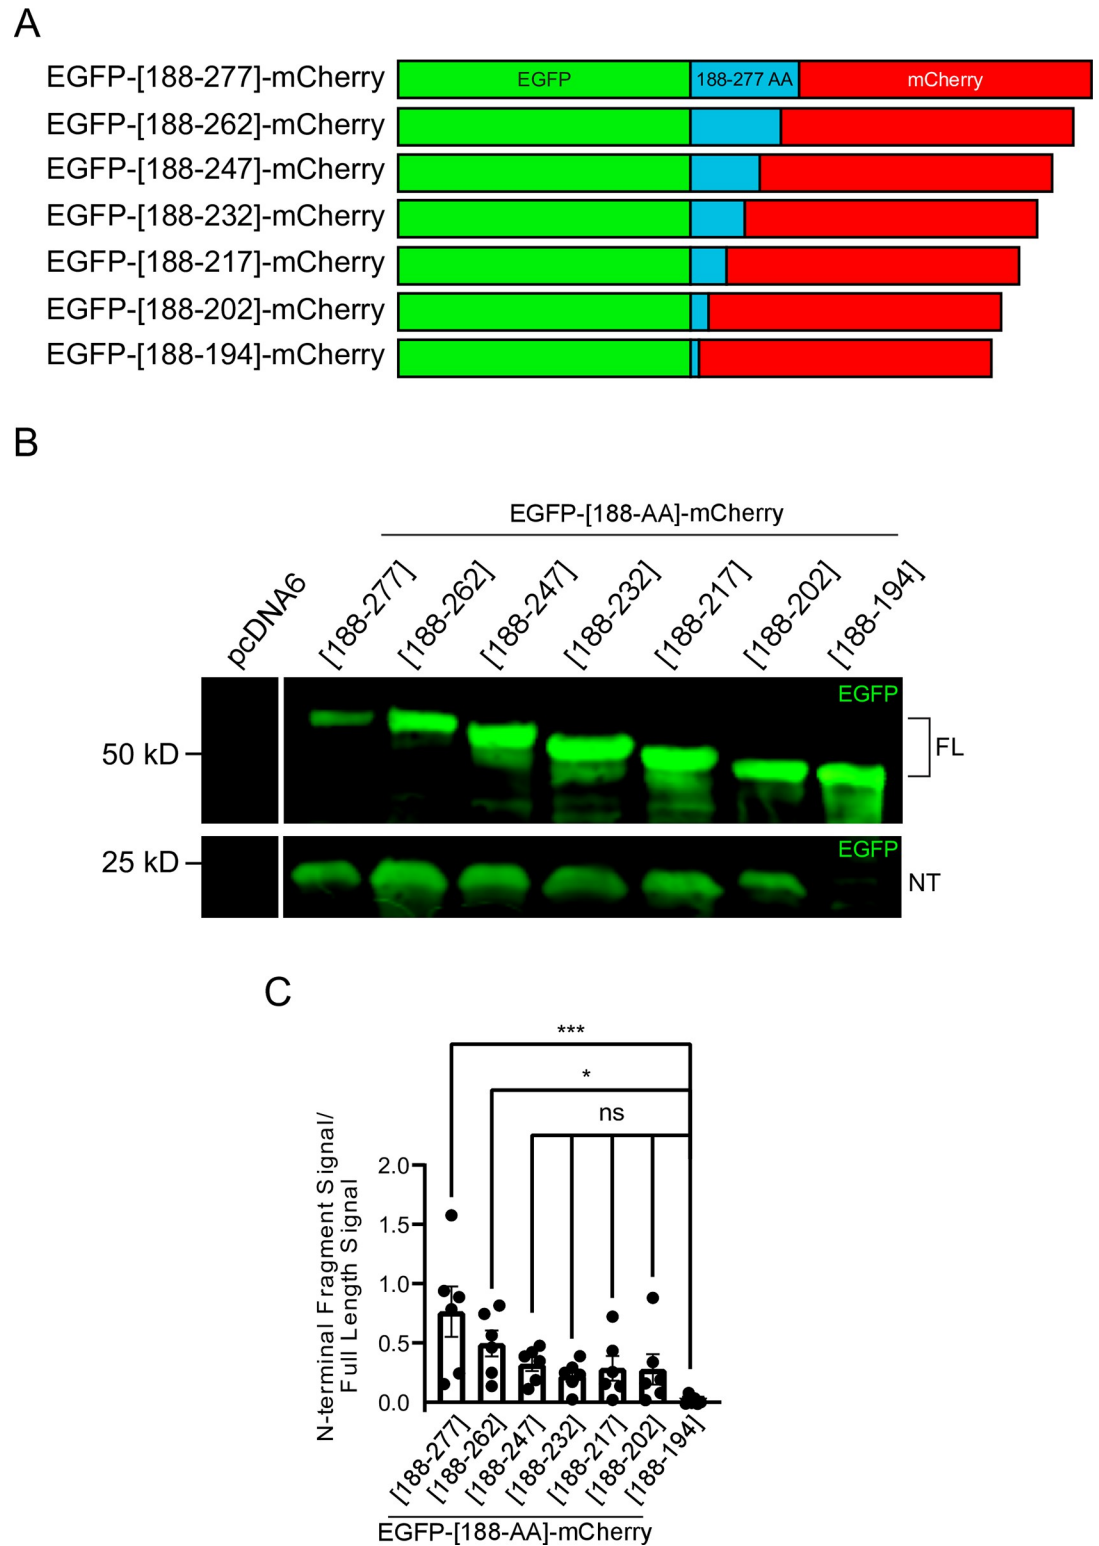 A
EGFP-[188-277]-mCherry EGFP 188-277 AA mCherry
EGFP-[188-262]-mCherry
EGFP-[188-247]-mCherry
EGFP-[188-232]-mCherry
EGFP-[188-217]-mCherry
EGFP-[188-202]-mCherry
EGFP-[188-194]-mCherry
B
EGFP-[188-AA]-mCherry
pcDNA6 [188-277] [188-262] [188-247] [188-232] [188-217] [188-202] [188-194]
EGFP
50 kD FL
EGFP
25 kD NT
C
***
*
ns
N-terminal Fragment Signal/
Full Length Signal
2.0
1.5
1.0
0.5
0.0
[188-277] [188-262] [188-247] [188-232] [188-217] [188-202] [188-194]
EGFP-[188-AA]-mCherry